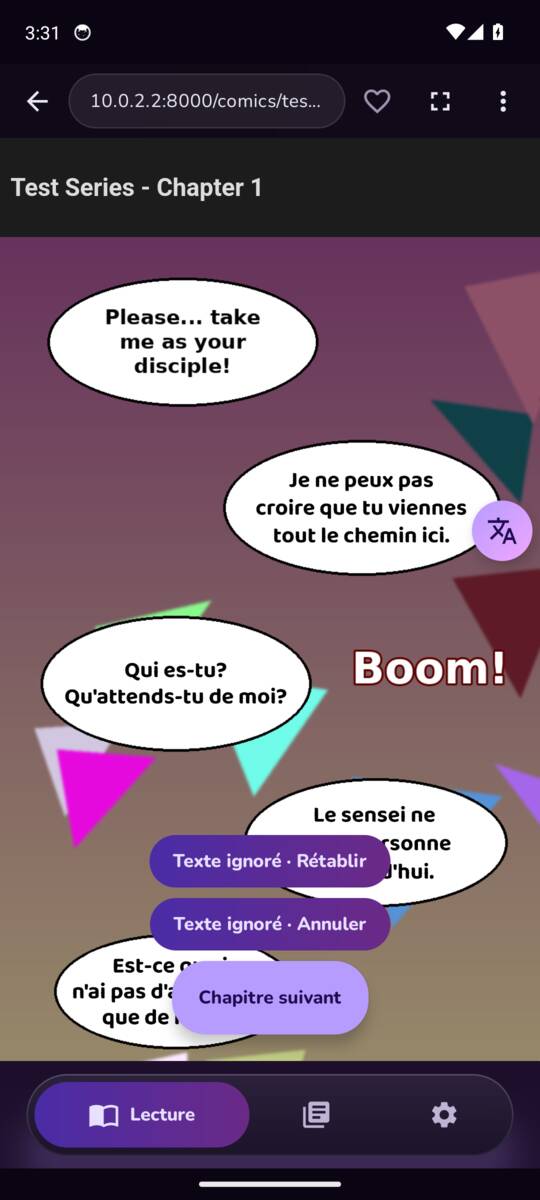 3:31
10.0.2.2:8000/comics/tes...
Test Series - Chapter 1
Please... take
me as your
disciple!
Je ne peux pas
croire que tu viennes
tout le chemin ici.
Qui es-tu?
Qu'attends-tu de moi?
Boom!
Le sensei ne
Texte ignoré · Rétablir
Texte ignoré · Annuler
Est-ce
n'ai pas
que de
Chapitre suivant
Lecture